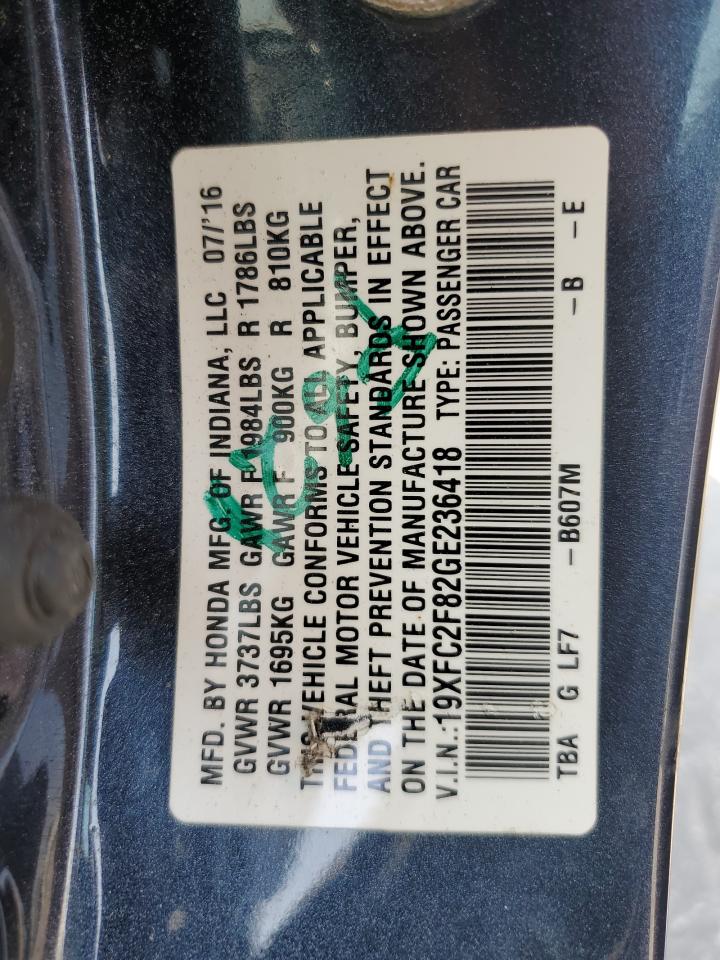 MFD. BY HONDA MFG. OF INDIANA, LLC 07/'16
GVWR 3737LBS GAWR F 1984LBS R 1786LBS
GVWR 1695KG GAWR F 900KG R 810KG
THIS VEHICLE CONFORMS TO ALL APPLICABLE
FEDERAL MOTOR VEHICLE SAFETY, BUMPER,
AND THEFT PREVENTION STANDARDS IN EFFECT
ON THE DATE OF MANUFACTURE SHOWN ABOVE.
V.I.N.:19XFC2F82GE236418 TYPE: PASSENGER CAR
TBA G LF7 -B607M -B -E